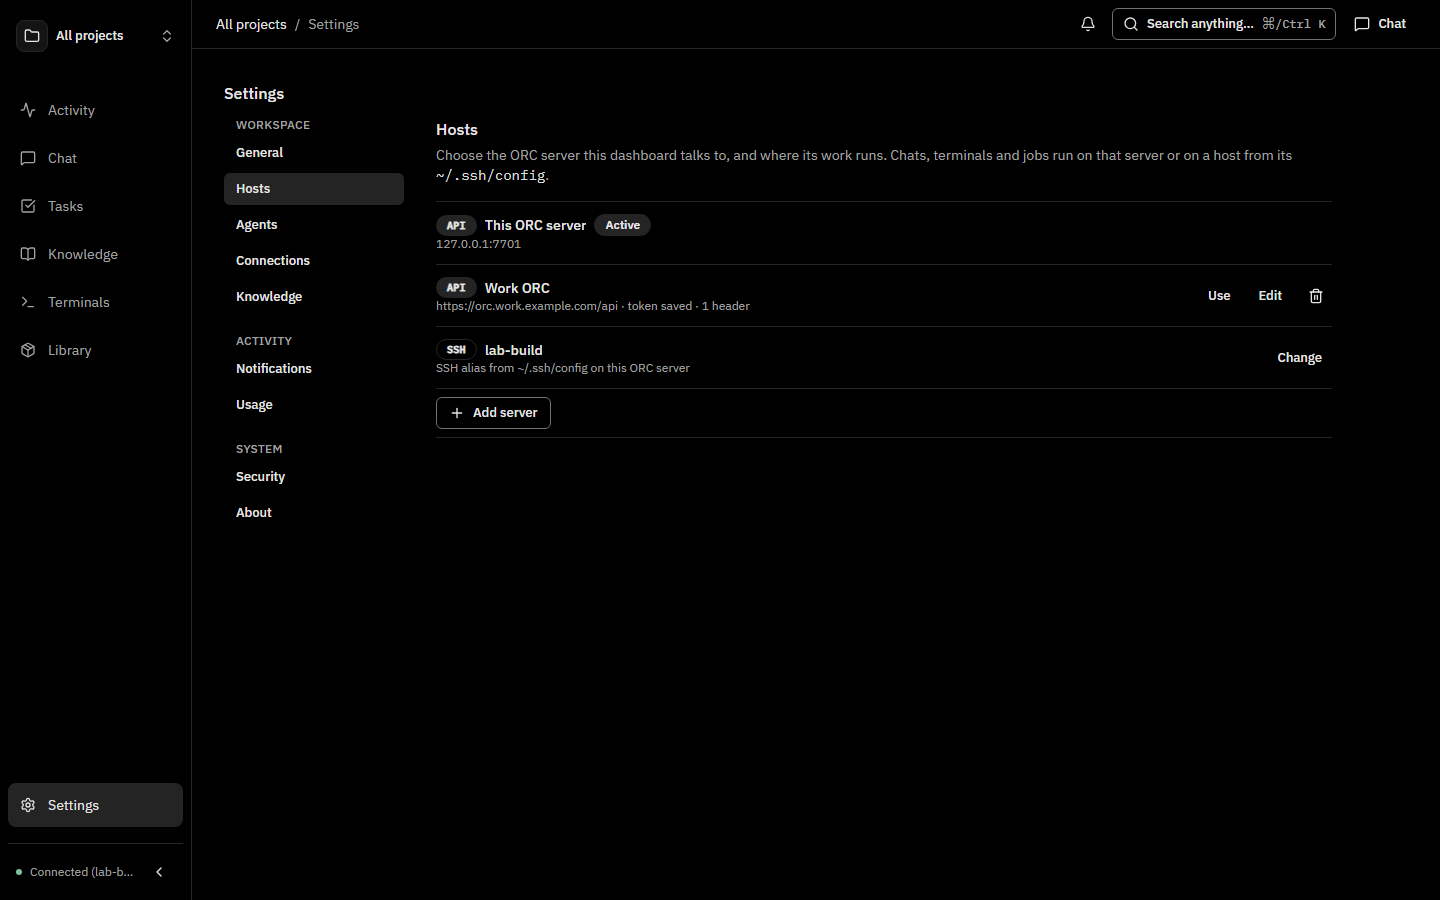 All projects
Activity
Chat
Tasks
Knowledge
Terminals
Library
Settings
Connected (lab-b...
All projects / Settings
Search anything... ⌘/Ctrl K
Chat
Settings
WORKSPACE
General
Hosts
Agents
Connections
Knowledge
ACTIVITY
Notifications
Usage
SYSTEM
Security
About
Hosts
Choose the ORC server this dashboard talks to, and where its work runs. Chats, terminals and jobs run on that server or on a host from its
~/.ssh/config.
API This ORC server Active
127.0.0.1:7701
API Work ORC
https://orc.work.example.com/api · token saved · 1 header
Use Edit
SSH lab-build
SSH alias from ~/.ssh/config on this ORC server
Change
Add server